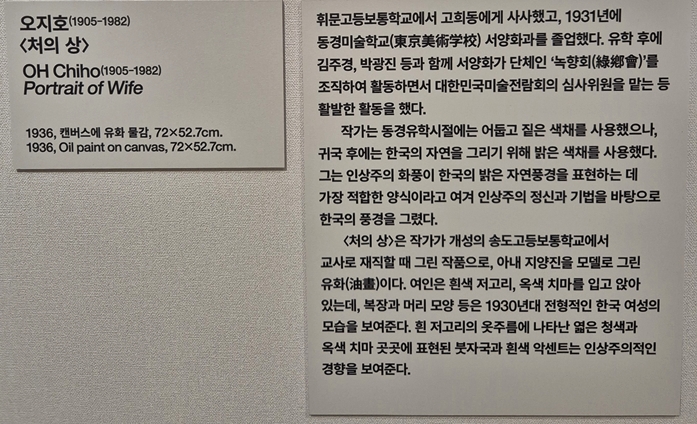 오지호(1905-1982)
〈처의 상〉
OH Chiho(1905-1982)
Portrait of Wife
1936, 캔버스에 유화 물감, 72×52.7cm.
1936, Oil paint on canvas, 72×52.7cm.
휘문고등보통학교에서 고희동에게 사사했고, 1931년에
동경미술학교(東京美術学校) 서양화과를 졸업했다. 유학 후에
김주경, 박광진 등과 함께 서양화가 단체인 ‘녹향회(綠鄕會)’를
조직하여 활동하면서 대한민국미술전람회의 심사위원을 맡는 등
활발한 활동을 했다.
작가는 동경유학시절에는 어둡고 짙은 색채를 사용했으나,
귀국 후에는 한국의 자연을 그리기 위해 밝은 색채를 사용했다.
그는 인상주의 화풍이 한국의 밝은 자연풍경을 표현하는 데
가장 적합한 양식이라고 여겨 인상주의 정신과 기법을 바탕으로
한국의 풍경을 그렸다.
〈처의 상〉은 작가가 개성의 송도고등보통학교에서
교사로 재직할 때 그린 작품으로, 아내 지양진을 모델로 그린
유화(油畫)이다. 여인은 흰색 저고리, 옥색 치마를 입고 앉아
있는데, 복장과 머리 모양 등은 1930년대 전형적인 한국 여성의
모습을 보여준다. 흰 저고리의 옷주름에 나타난 엷은 청색과
옥색 치마 곳곳에 표현된 붓자국과 흰색 악센트는 인상주의적인
경향을 보여준다.